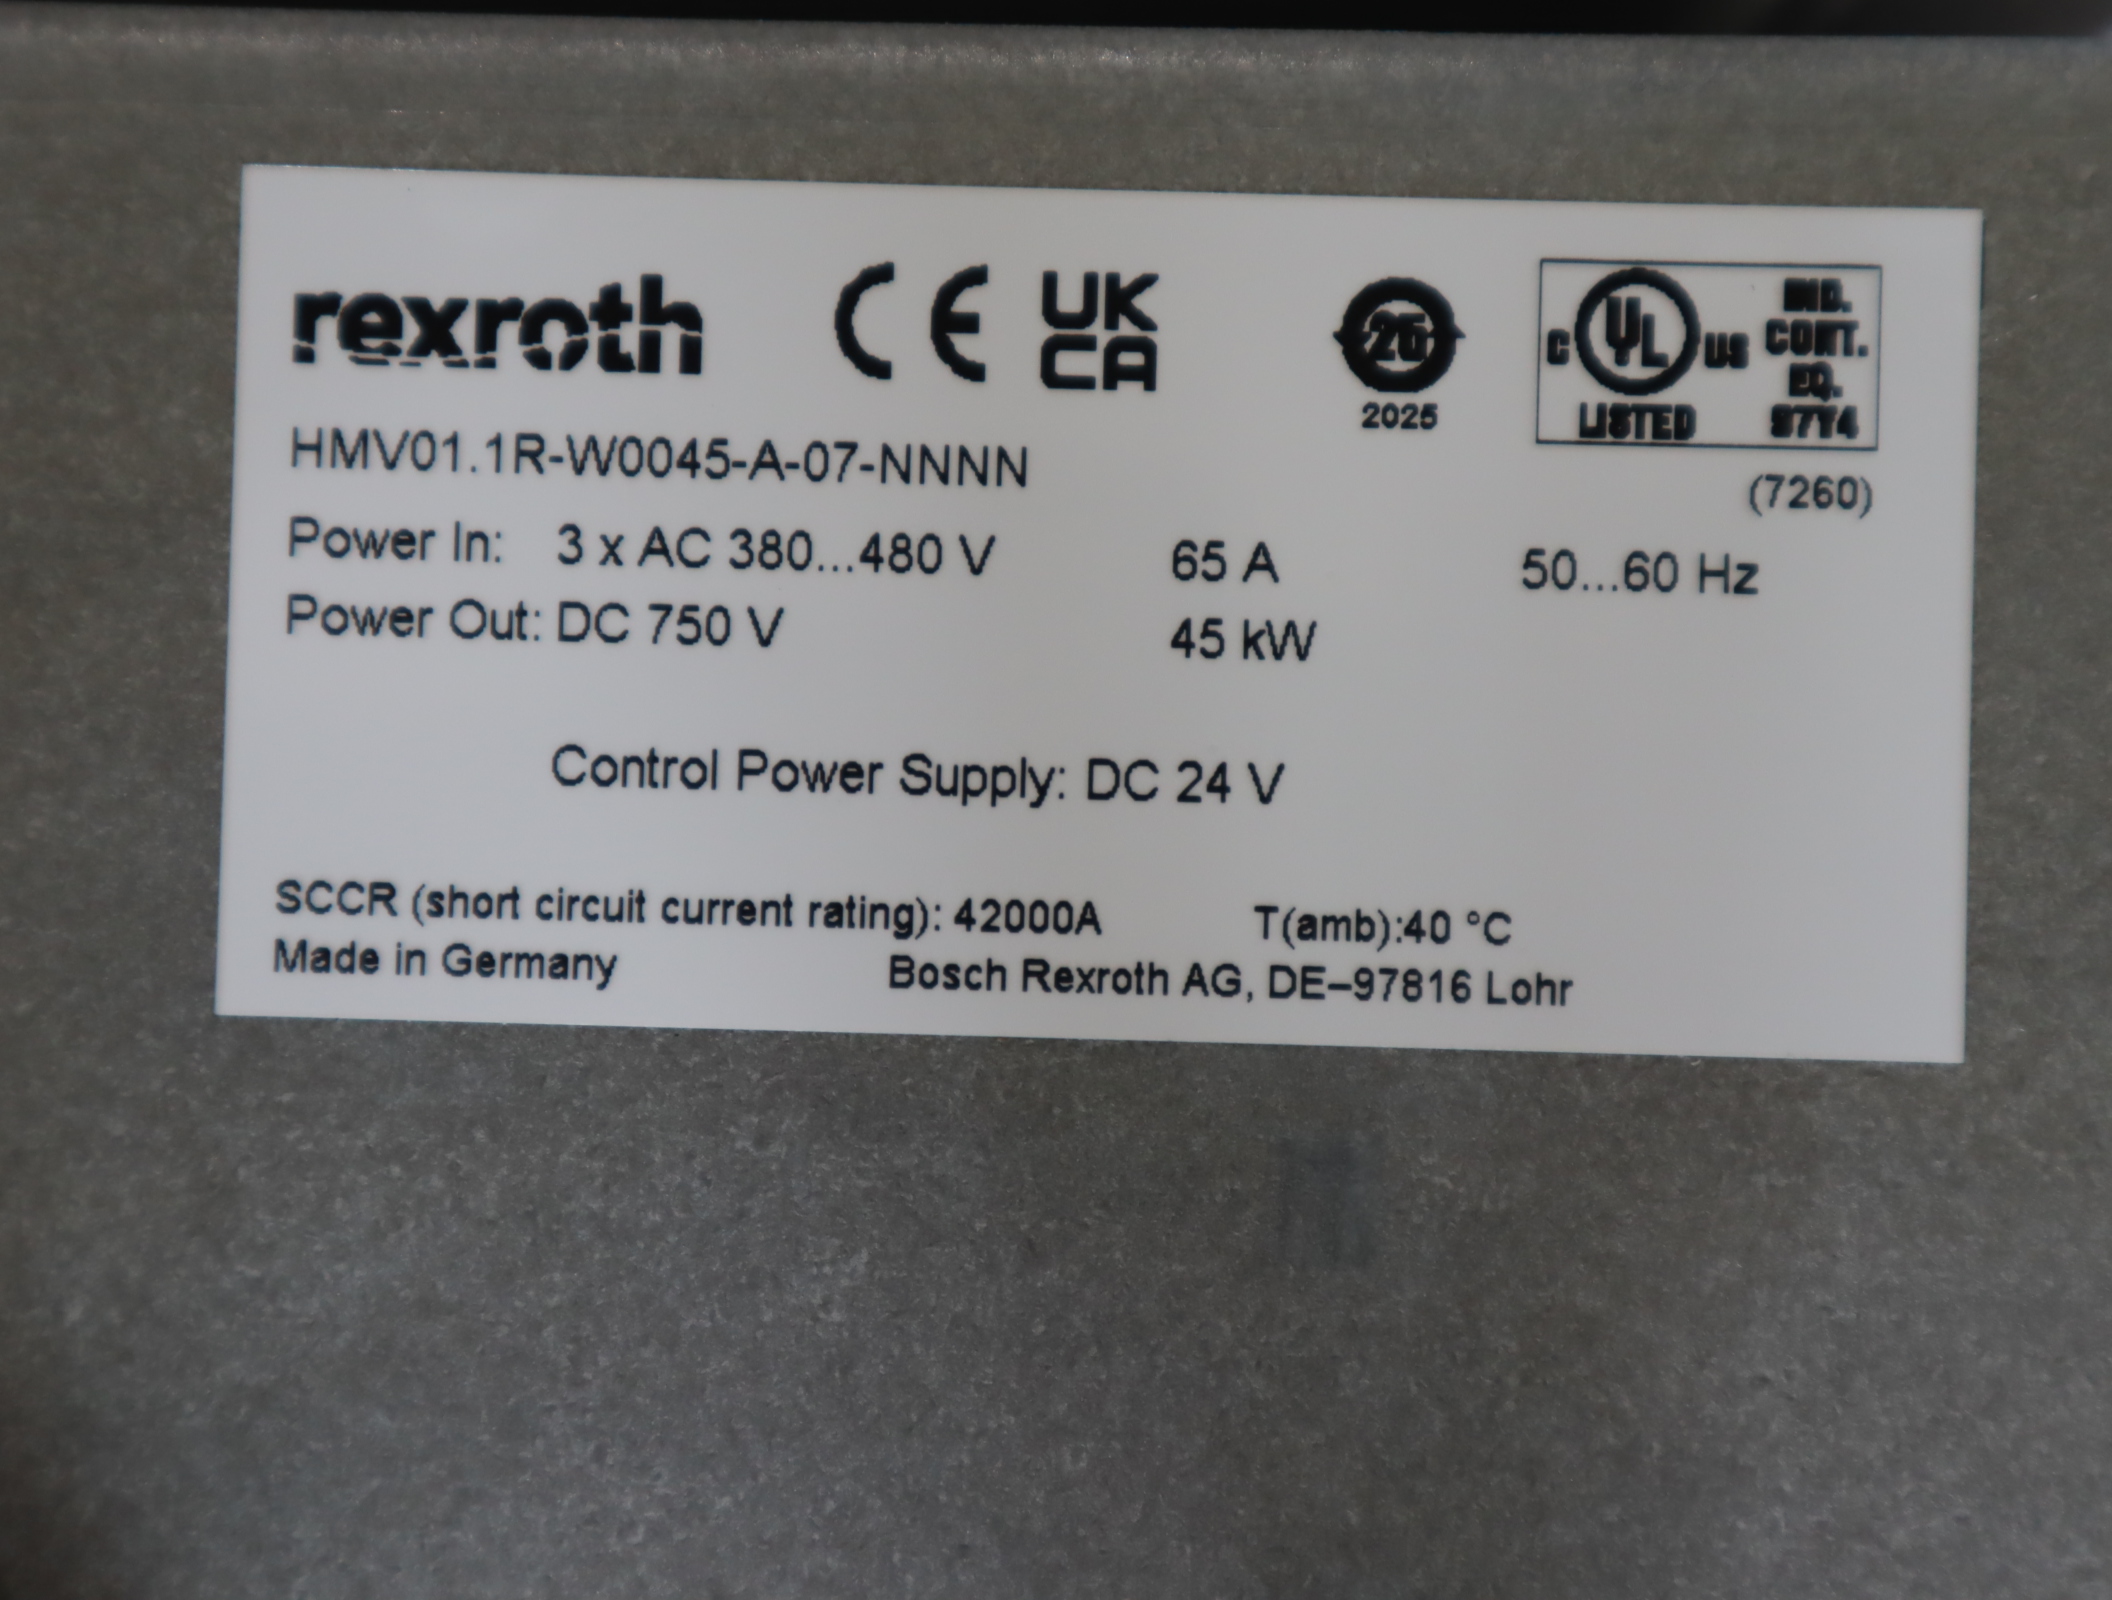 rexroth CE UK CA 25 2025 C UL US LISTED IND. CONT. EQ. 97Y4
HMV01.1R-W0045-A-07-NNNN
(7260)
Power In: 3 x AC 380...480 V 65 A 50...60 Hz
Power Out: DC 750 V 45 kW
Control Power Supply: DC 24 V
SCCR (short circuit current rating): 42000A T(amb):40 °C
Made in Germany Bosch Rexroth AG, DE–97816 Lohr